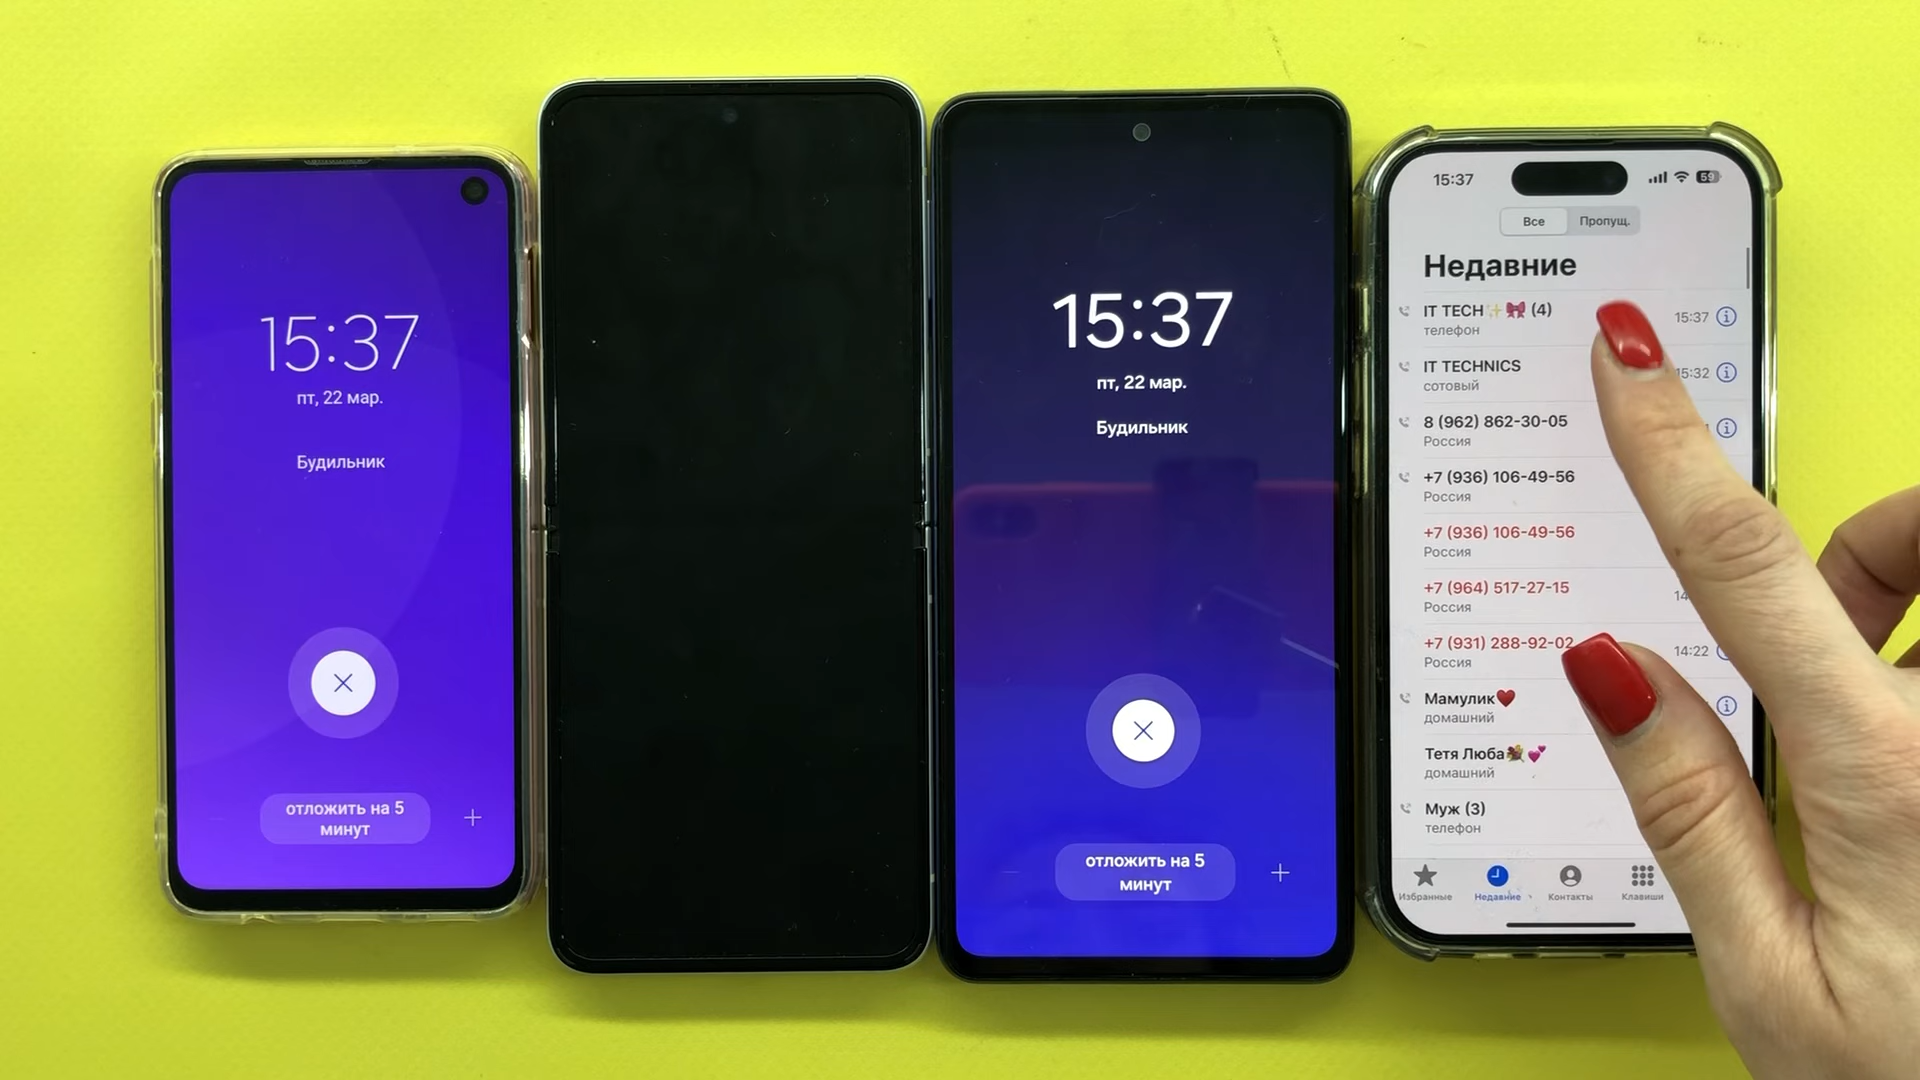 15:37
пт, 22 мар.
Будильник
отложить на 5
минут
15:37
пт, 22 мар.
Будильник
отложить на 5
минут
15:37
59
Все
Пропущ.
Недавние
IT TECH✨🎀 (4)
15:37
телефон
IT TECHNICS
15:32
сотовый
8 (962) 862-30-05
Россия
+7 (936) 106-49-56
Россия
+7 (936) 106-49-56
Россия
+7 (964) 517-27-15
Россия
+7 (931) 288-92-02
14:22
Россия
Мамулик❤️
домашний
Тетя Люба💐💕
домашний
Муж (3)
телефон
Избранные
Недавние
Контакты
Клавиши